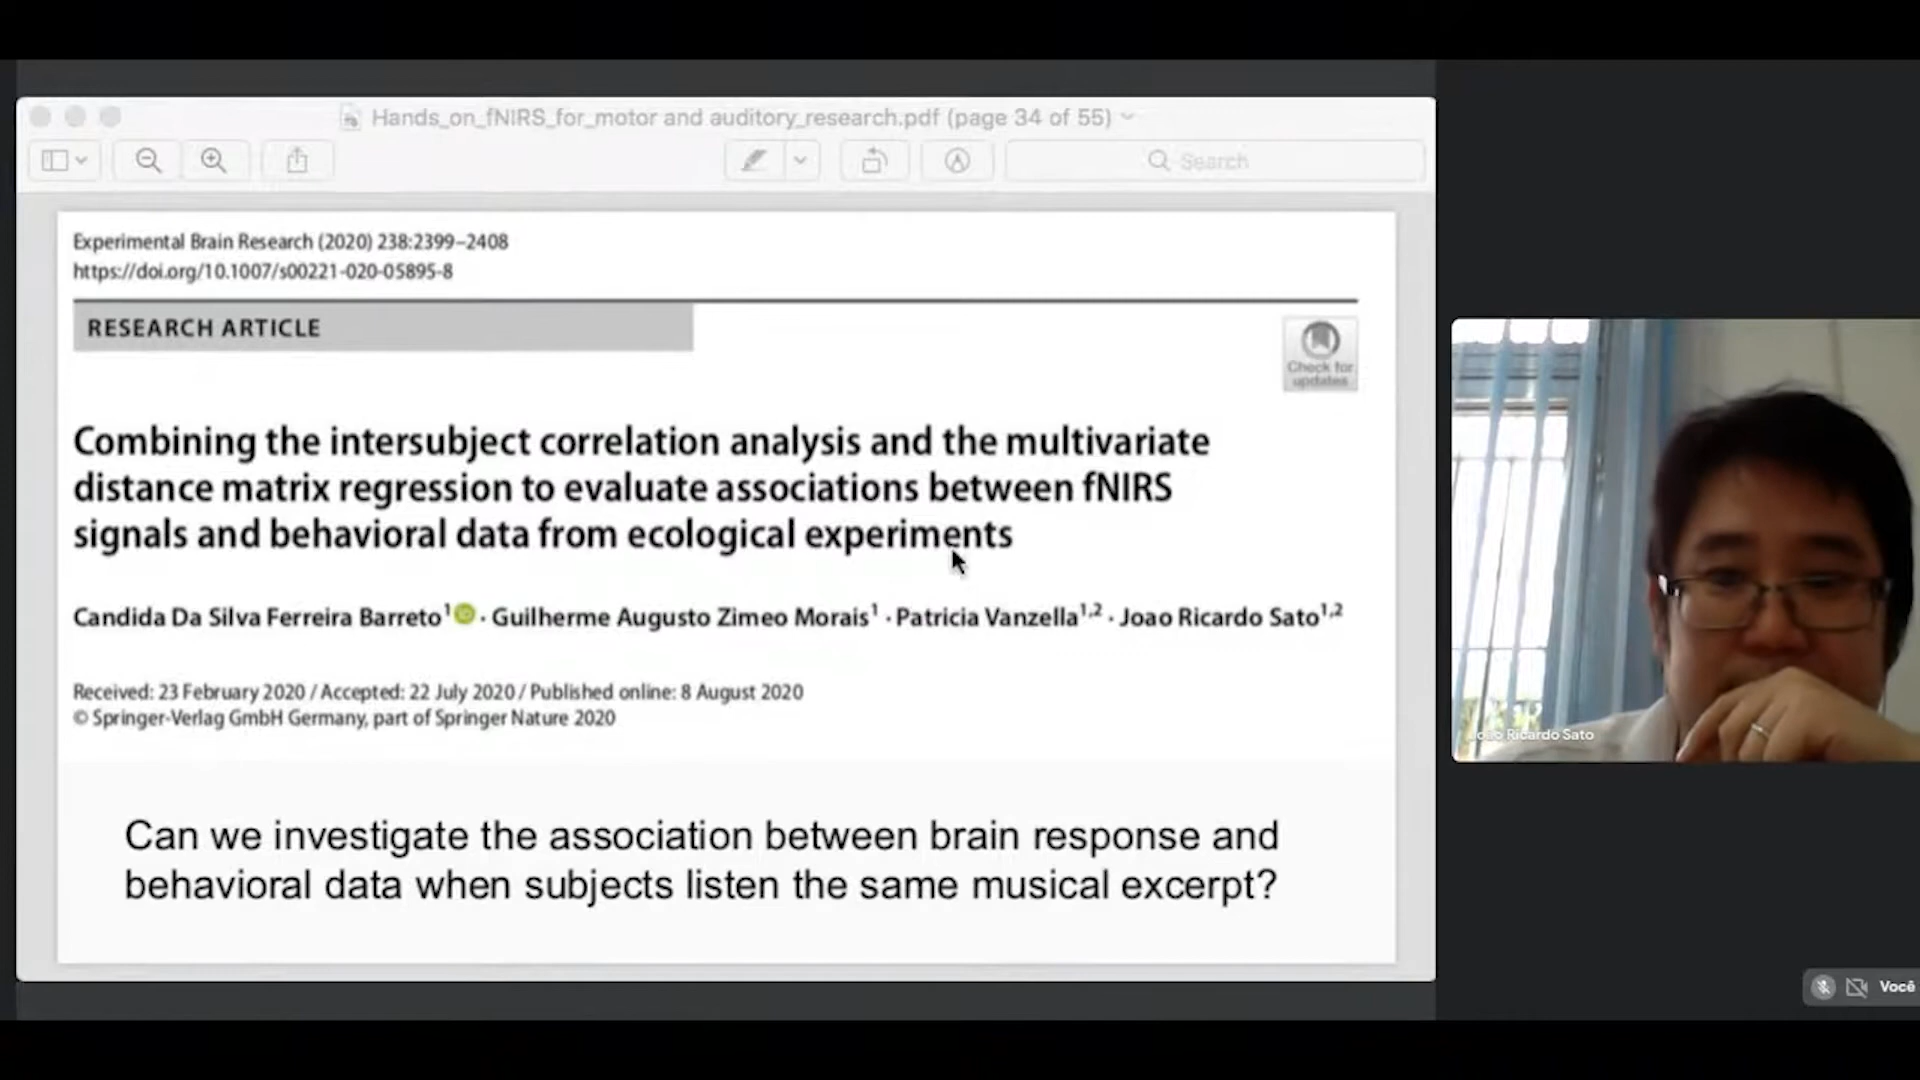 Hands_on_fNIRS_for_motor and auditory_research.pdf (page 34 of 55)
Search
Experimental Brain Research (2020) 238:2399–2408
https://doi.org/10.1007/s00221-020-05895-8
RESEARCH ARTICLE
Check for
updates
Combining the intersubject correlation analysis and the multivariate
distance matrix regression to evaluate associations between fNIRS
signals and behavioral data from ecological experiments
Candida Da Silva Ferreira Barreto¹ · Guilherme Augusto Zimeo Morais¹ · Patricia Vanzella¹,² · Joao Ricardo Sato¹,²
Received: 23 February 2020 / Accepted: 22 July 2020 / Published online: 8 August 2020
© Springer-Verlag GmbH Germany, part of Springer Nature 2020
Can we investigate the association between brain response and
behavioral data when subjects listen the same musical excerpt?
João Ricardo Sato
Você